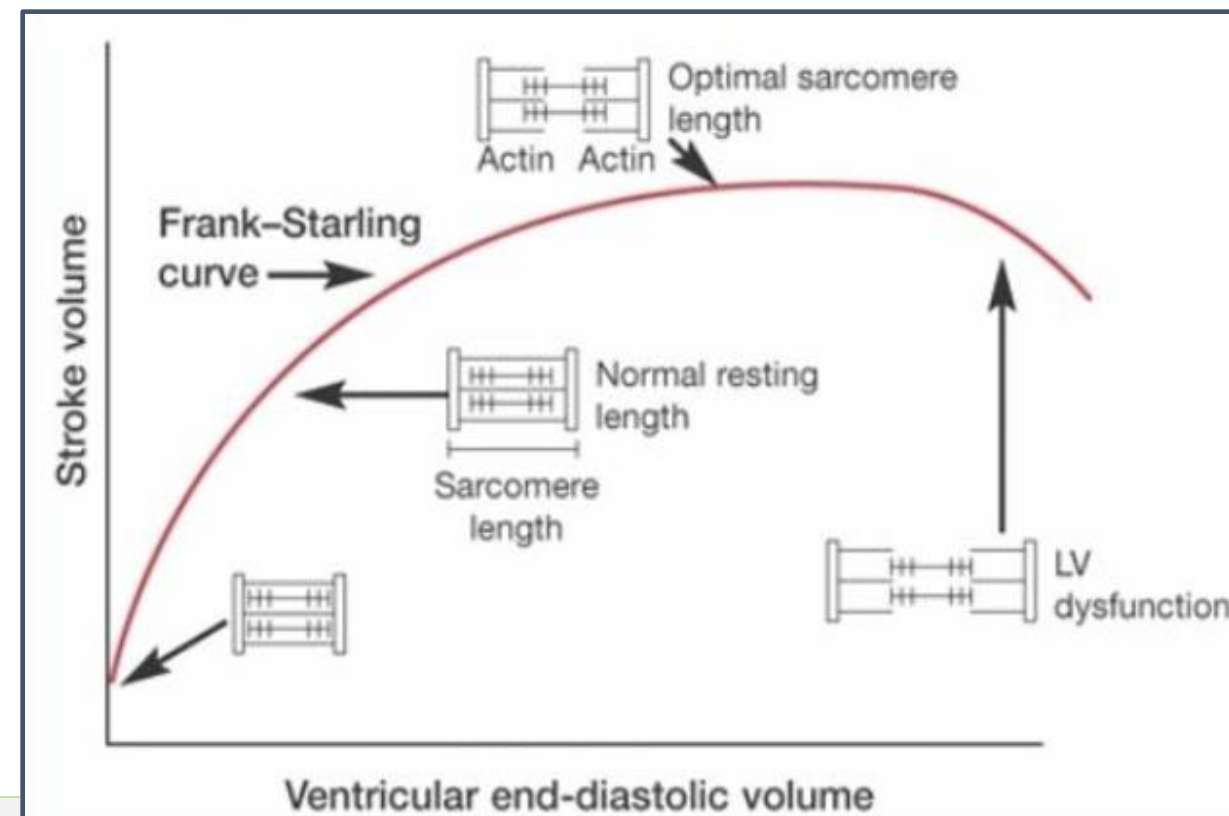 Optimal sarcomere
length
Actin Actin
Frank–Starling
curve
Normal resting
length
Sarcomere
length
LV
dysfunction
Stroke volume
Ventricular end-diastolic volume